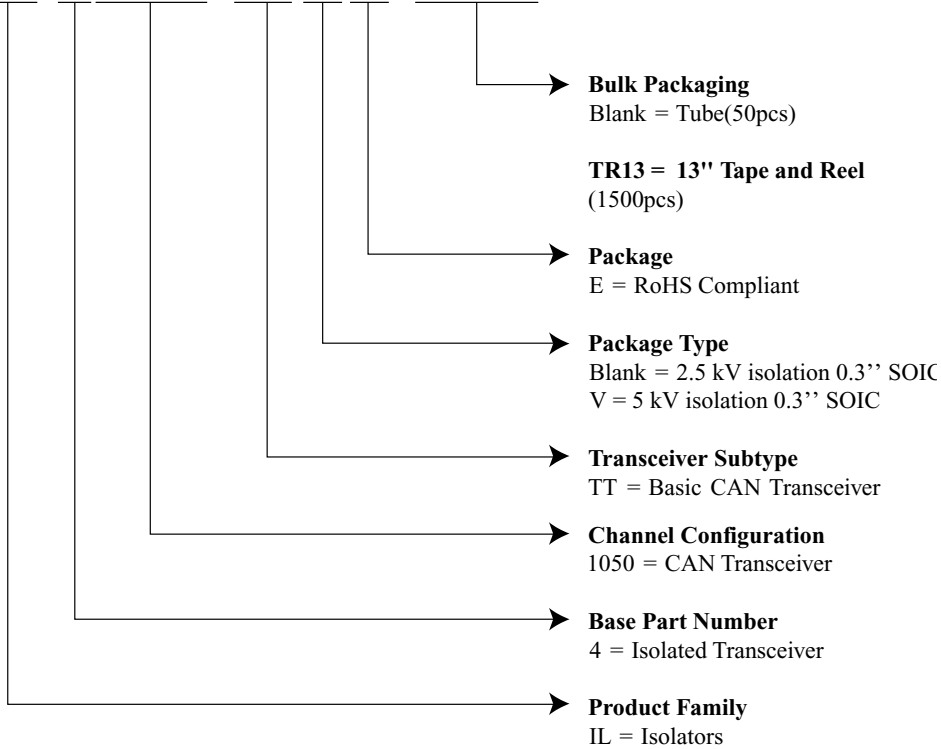 Bulk Packaging
Blank = Tube(50pcs)
TR13 = 13'' Tape and Reel
(1500pcs)
Package
E = RoHS Compliant
Package Type
Blank = 2.5 kV isolation 0.3’’ SOIC
V = 5 kV isolation 0.3’’ SOIC
Transceiver Subtype
TT = Basic CAN Transceiver
Channel Configuration
1050 = CAN Transceiver
Base Part Number
4 = Isolated Transceiver
Product Family
IL = Isolators